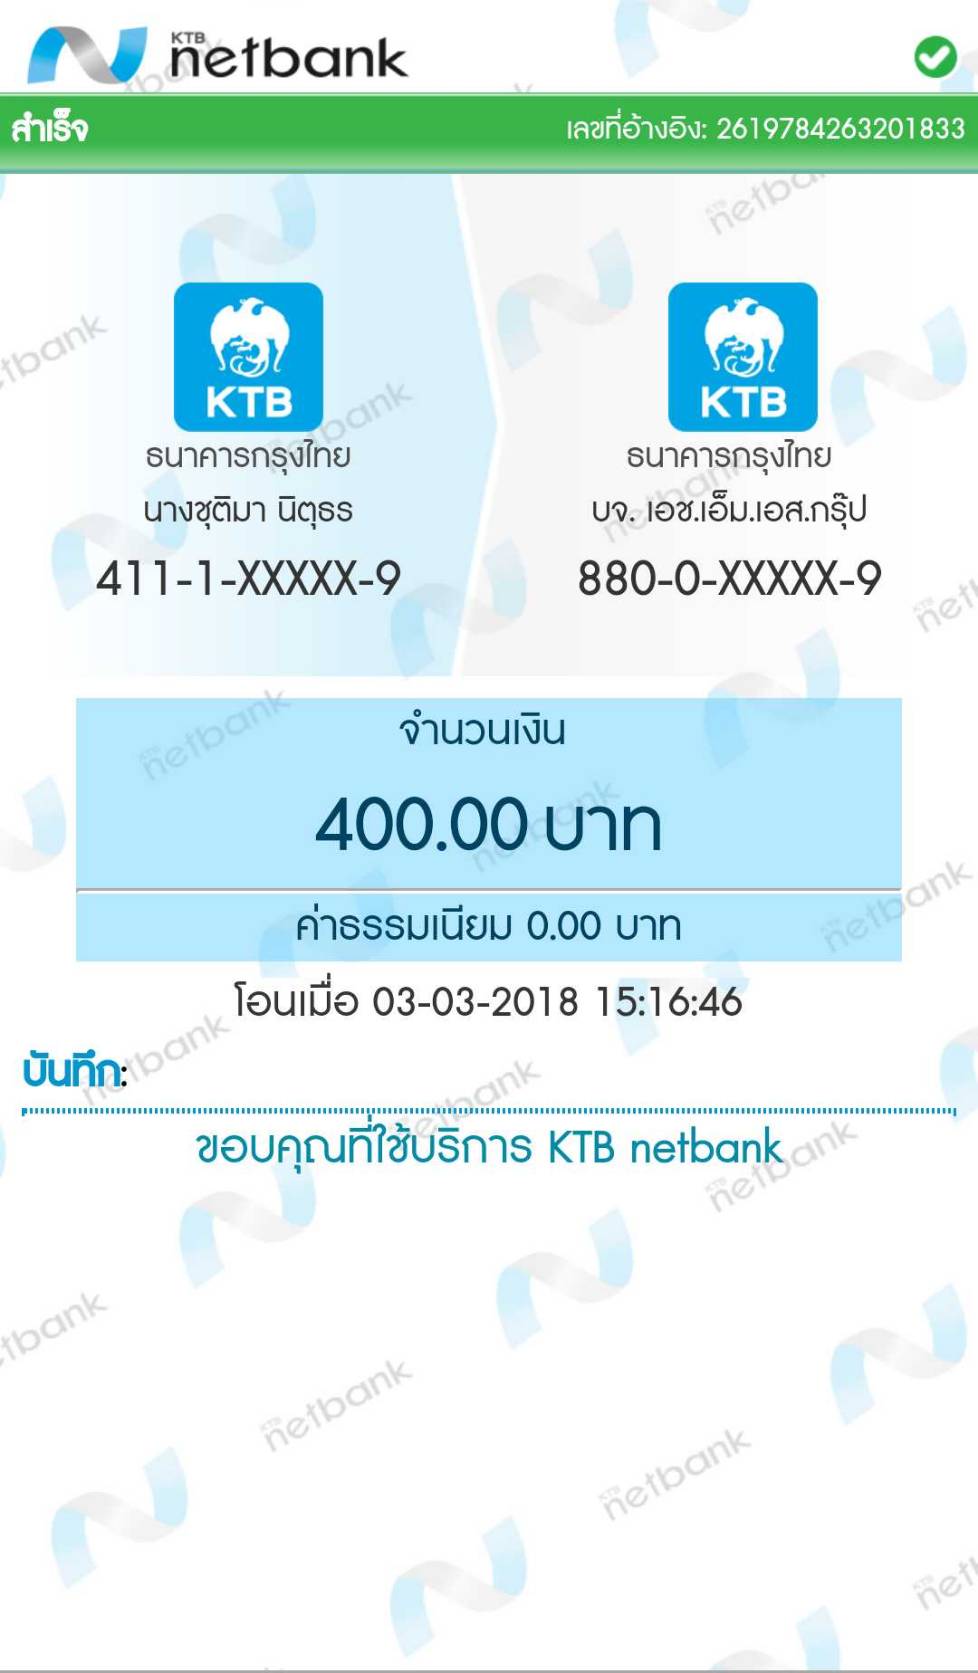 KTB netbank
สำเร็จ เลขที่อ้างอิง: 2619784263201833
KTB KTB
ธนาคารกรุงไทย ธนาคารกรุงไทย
นางชุติมา นิตุธร บจ. เอช.เอ็ม.เอส.กรุ๊ป
411-1-XXXXX-9 880-0-XXXXX-9
จำนวนเงิน
400.00 บาท
ค่าธรรมเนียม 0.00 บาท
โอนเมื่อ 03-03-2018 15:16:46
บันทึก:
ขอบคุณที่ใช้บริการ KTB netbank